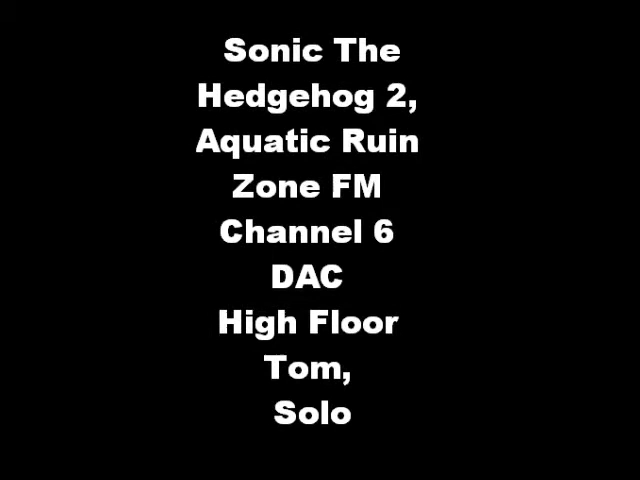 Sonic The
Hedgehog 2,
Aquatic Ruin
Zone FM
Channel 6
DAC
High Floor
Tom,
Solo